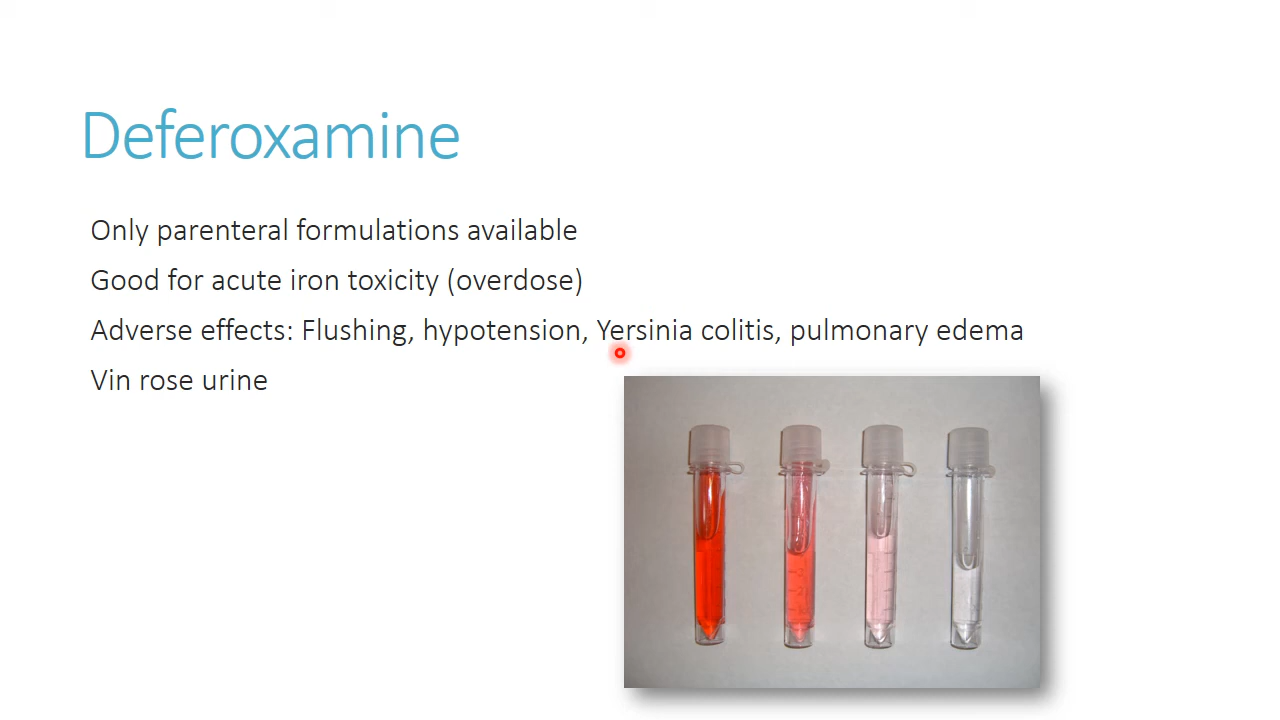 Deferoxamine
Only parenteral formulations available
Good for acute iron toxicity (overdose)
Adverse effects: Flushing, hypotension, Yersinia colitis, pulmonary edema
Vin rose urine